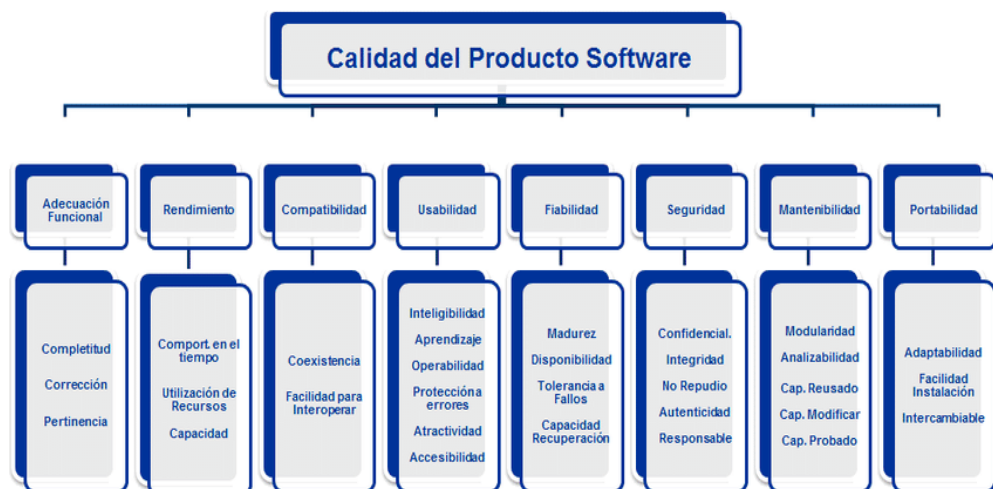 Calidad del Producto Software
Adecuación
Funcional
Rendimiento
Compatibilidad
Usabilidad
Fiabilidad
Seguridad
Mantenibilidad
Portabilidad
Completitud
Corrección
Pertinencia
Comport. en el
tiempo
Utilización de
Recursos
Capacidad
Coexistencia
Facilidad para
Interoperar
Inteligibilidad
Aprendizaje
Operabilidad
Protección a
errores
Atractividad
Accesibilidad
Madurez
Disponibilidad
Tolerancia a
Fallos
Capacidad
Recuperación
Confidencial.
Integridad
No Repudio
Autenticidad
Responsable
Modularidad
Analizabilidad
Cap. Reusado
Cap. Modificar
Cap. Probado
Adaptabilidad
Facilidad
Instalación
Intercambiable